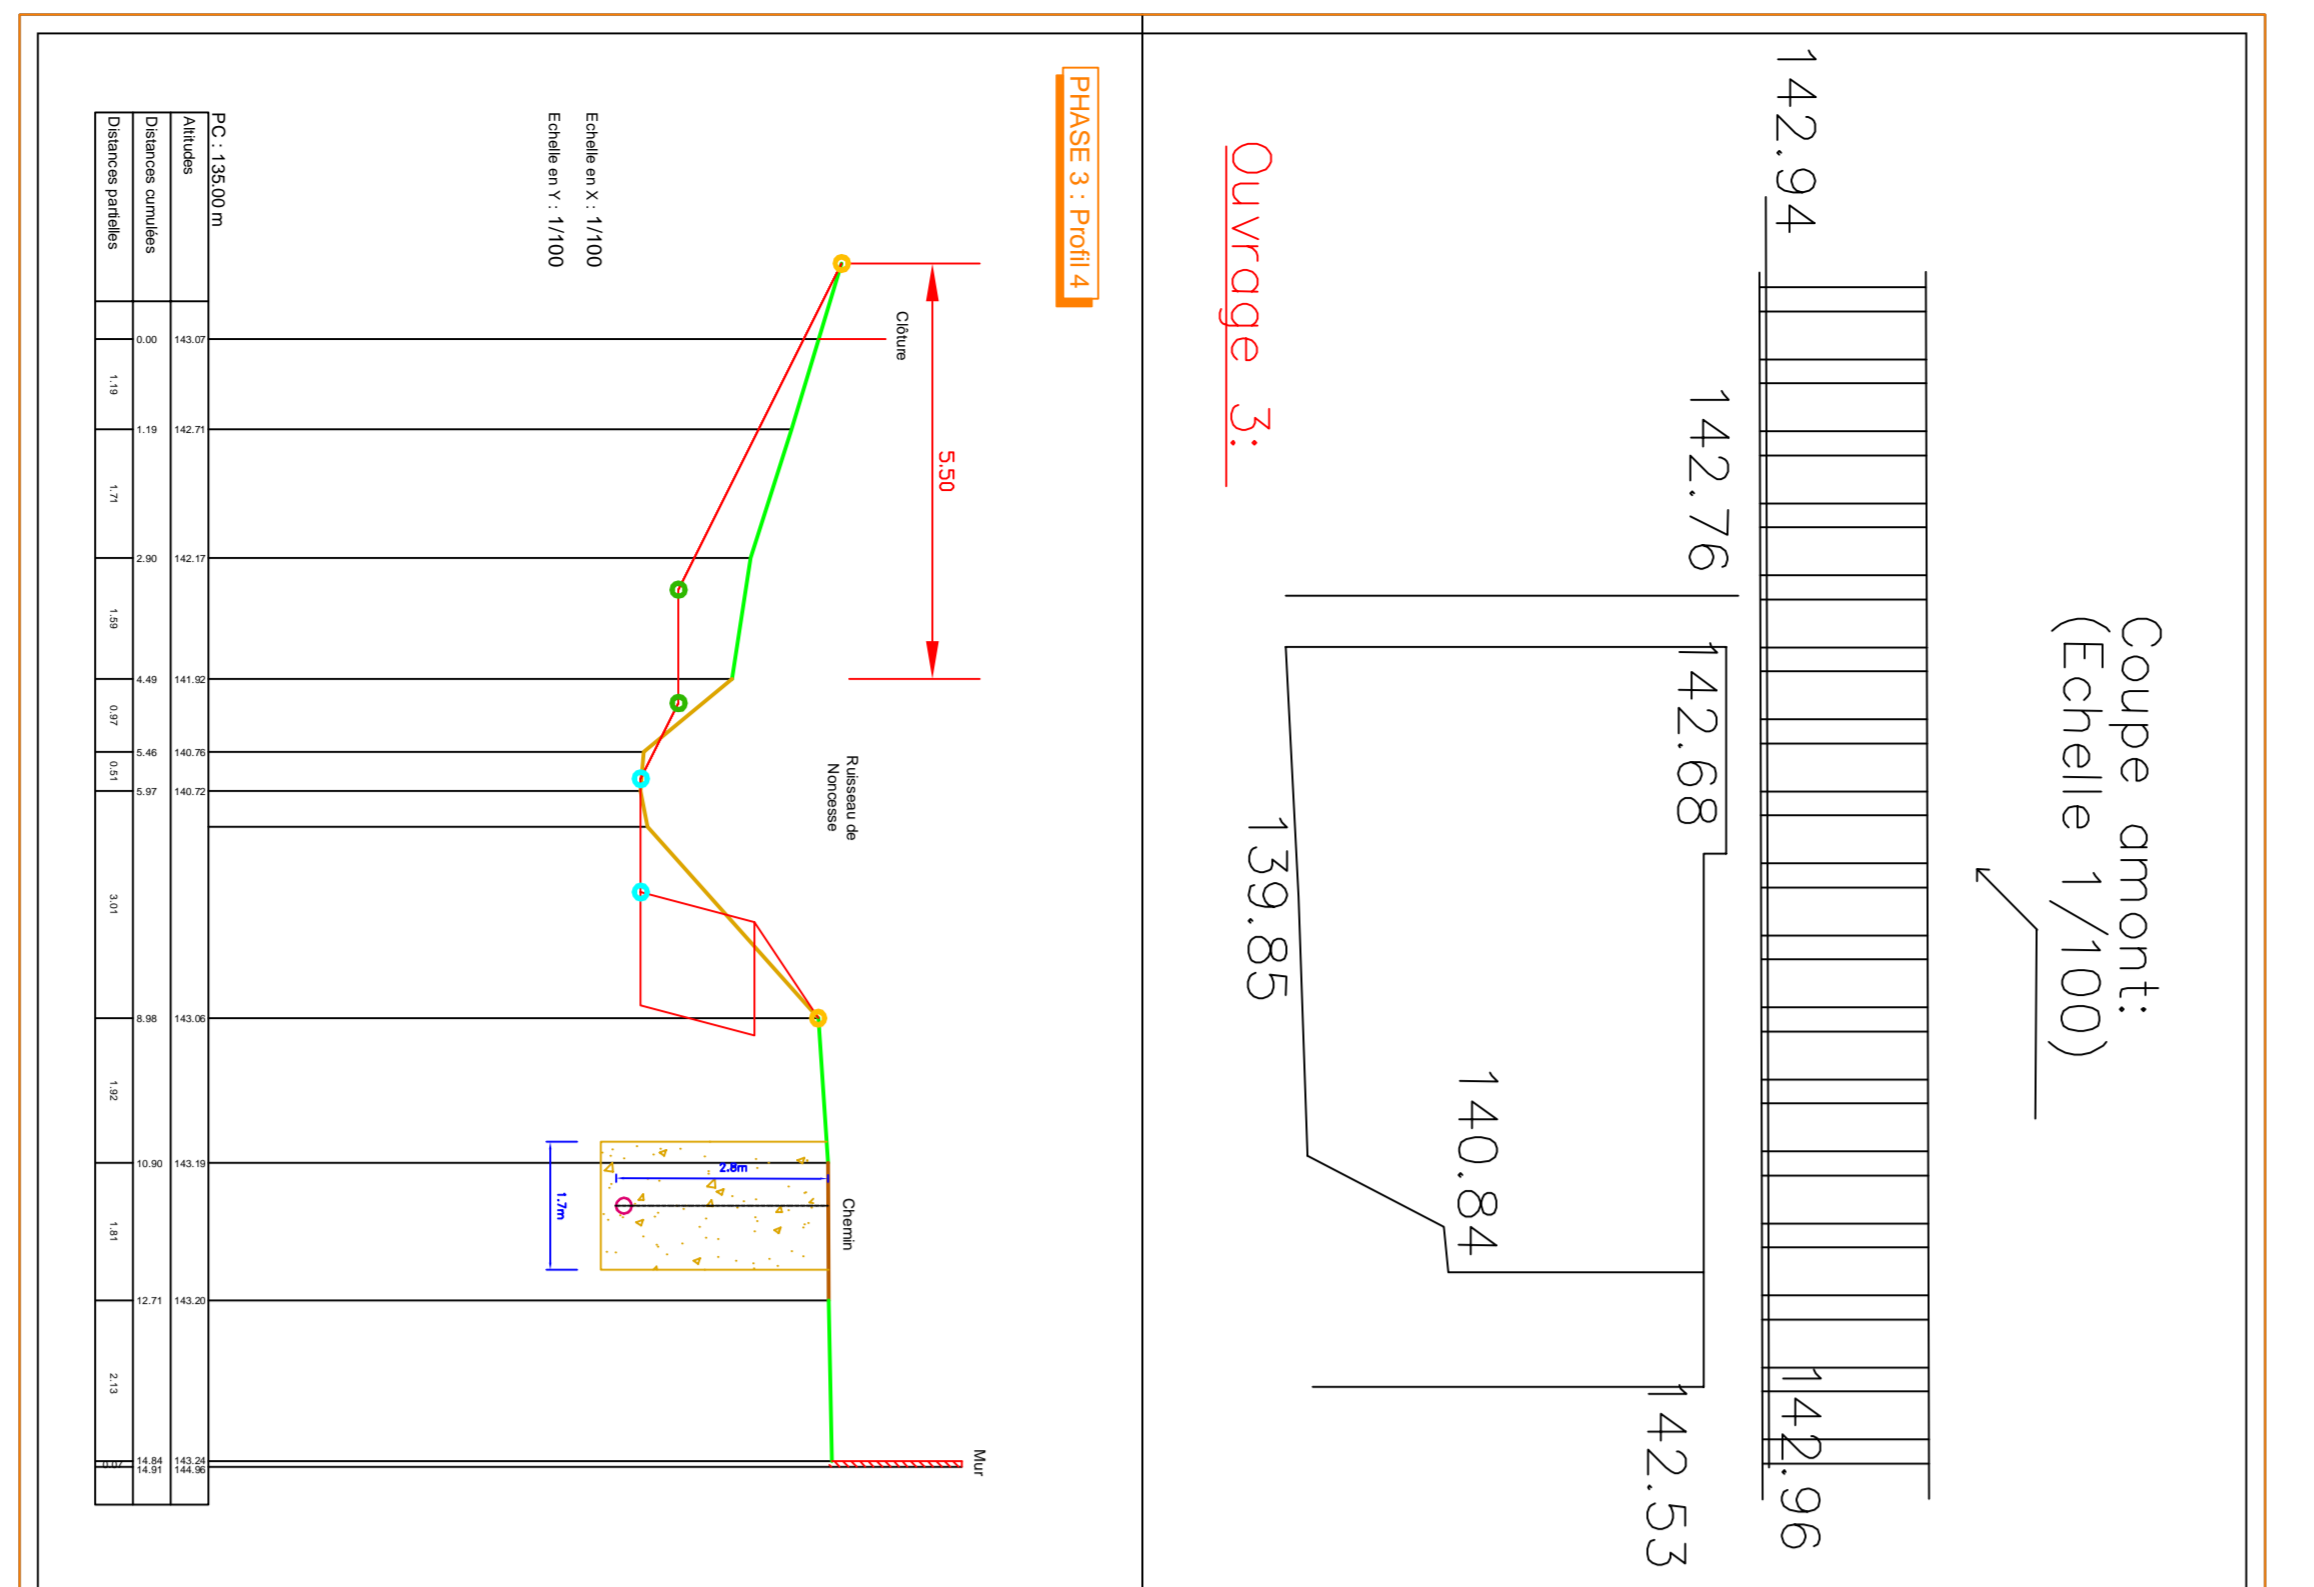 Coupe amont:
(Echelle 1/100)
142.94
142.76
142.68
139.85
140.84
142.96
142.53
Ouvrage 3:
PHASE 3 : Profil 4
5.50
Clôture
Ruisseau de
Noncesse
Chemin
Mur
2.8m
1.7m
Echelle en X : 1/100
Echelle en Y : 1/100
PC : 135.00 m
Altitudes
143.07
142.71
142.17
141.92
140.76
140.72
143.06
143.19
143.20
143.24
144.96
Distances cumulées
0.00
1.19
2.90
4.49
5.46
5.97
8.98
10.90
12.71
14.84
14.91
Distances partielles
1.19
1.71
1.59
0.97
0.51
3.01
1.92
1.81
2.13
0.07